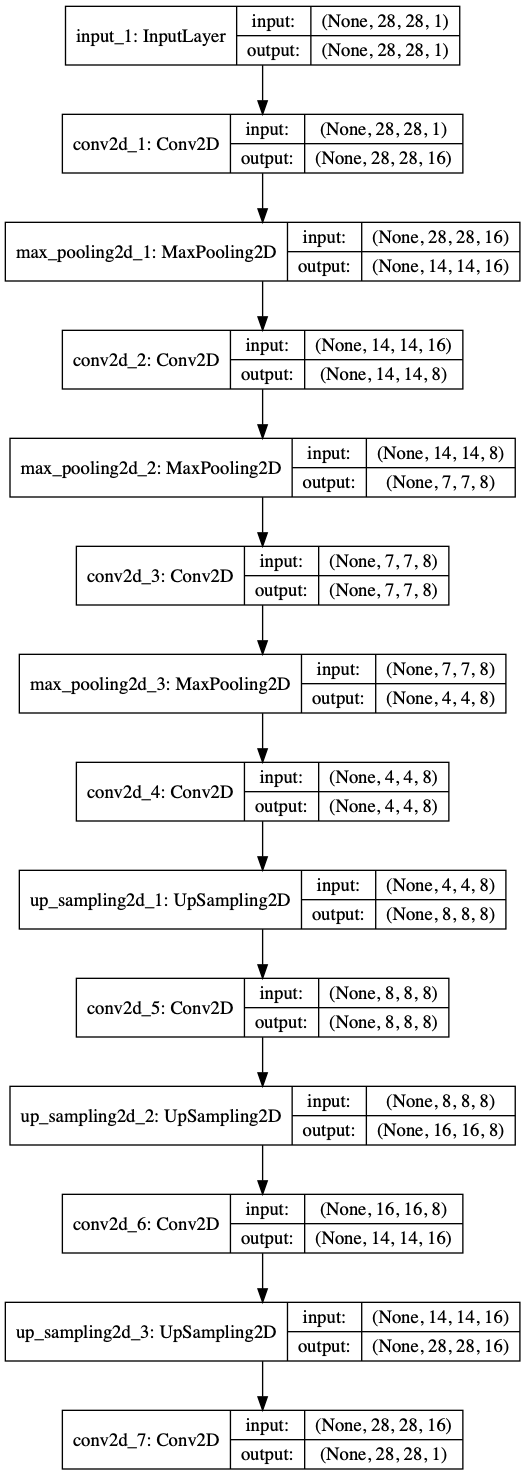 input_1: InputLayer
input: (None, 28, 28, 1)
output: (None, 28, 28, 1)
conv2d_1: Conv2D
input: (None, 28, 28, 1)
output: (None, 28, 28, 16)
max_pooling2d_1: MaxPooling2D
input: (None, 28, 28, 16)
output: (None, 14, 14, 16)
conv2d_2: Conv2D
input: (None, 14, 14, 16)
output: (None, 14, 14, 8)
max_pooling2d_2: MaxPooling2D
input: (None, 14, 14, 8)
output: (None, 7, 7, 8)
conv2d_3: Conv2D
input: (None, 7, 7, 8)
output: (None, 7, 7, 8)
max_pooling2d_3: MaxPooling2D
input: (None, 7, 7, 8)
output: (None, 4, 4, 8)
conv2d_4: Conv2D
input: (None, 4, 4, 8)
output: (None, 4, 4, 8)
up_sampling2d_1: UpSampling2D
input: (None, 4, 4, 8)
output: (None, 8, 8, 8)
conv2d_5: Conv2D
input: (None, 8, 8, 8)
output: (None, 8, 8, 8)
up_sampling2d_2: UpSampling2D
input: (None, 8, 8, 8)
output: (None, 16, 16, 8)
conv2d_6: Conv2D
input: (None, 16, 16, 8)
output: (None, 14, 14, 16)
up_sampling2d_3: UpSampling2D
input: (None, 14, 14, 16)
output: (None, 28, 28, 16)
conv2d_7: Conv2D
input: (None, 28, 28, 16)
output: (None, 28, 28, 1)